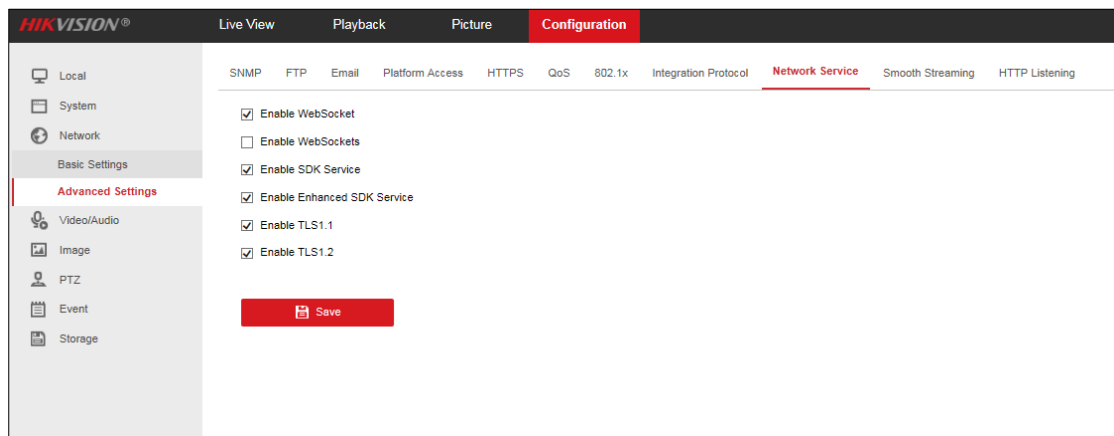 HIKVISION® Live View Playback Picture Configuration
Local
System
Network
Basic Settings
Advanced Settings
Video/Audio
Image
PTZ
Event
Storage
SNMP FTP Email Platform Access HTTPS QoS 802.1x Integration Protocol Network Service Smooth Streaming HTTP Listening
Enable WebSocket
Enable WebSockets
Enable SDK Service
Enable Enhanced SDK Service
Enable TLS1.1
Enable TLS1.2
Save